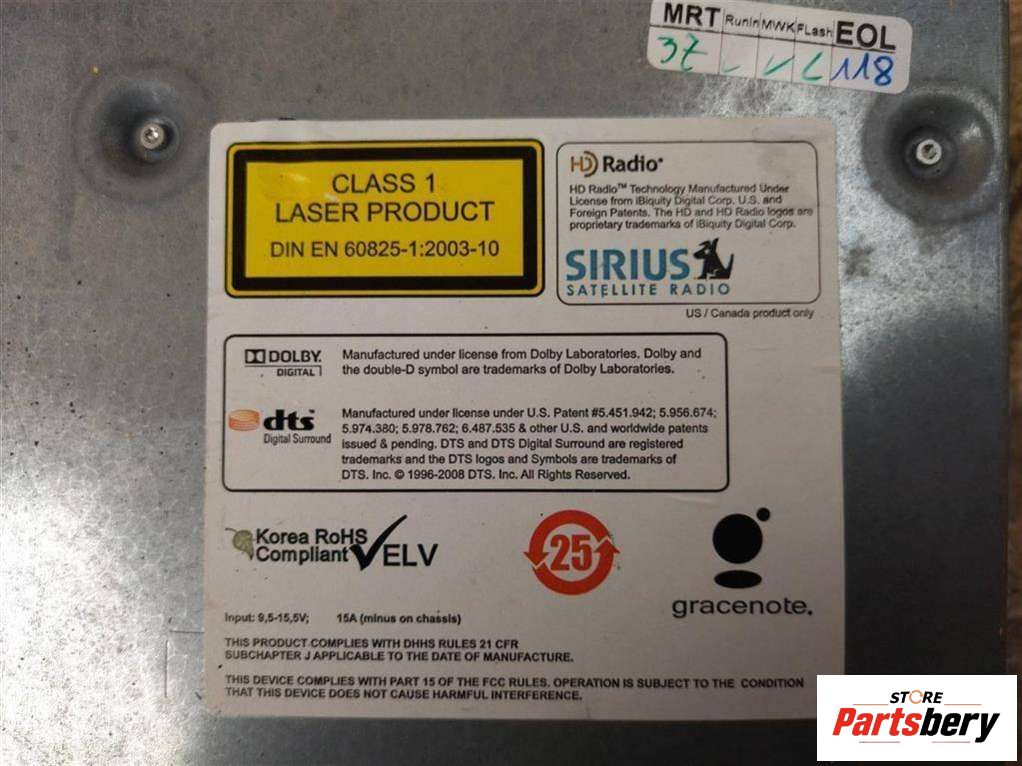 MRT RunIn MWK FLash EOL
37 118
CLASS 1
LASER PRODUCT
DIN EN 60825-1:2003-10
HD Radio
HD Radio™ Technology Manufactured Under
License from iBiquity Digital Corp. U.S. and
Foreign Patents. The HD and HD Radio logos are
proprietary trademarks of iBiquity Digital Corp.
SIRIUS
SATELLITE RADIO
US / Canada product only
DOLBY
DIGITAL
Manufactured under license from Dolby Laboratories. Dolby and
the double-D symbol are trademarks of Dolby Laboratories.
dts
Digital Surround
Manufactured under license under U.S. Patent #5.451.942; 5.956.674;
5.974.380; 5.978.762; 6.487.535 & other U.S. and worldwide patents
issued & pending. DTS and DTS Digital Surround are registered
trademarks and the DTS logos and Symbols are trademarks of
DTS. Inc. © 1996-2008 DTS. Inc. All Rights Reserved.
Korea RoHS
Compliant ELV
25
gracenote.
Input: 9,5-15,5V; 15A (minus on chassis)
THIS PRODUCT COMPLIES WITH DHHS RULES 21 CFR
SUBCHAPTER J APPLICABLE TO THE DATE OF MANUFACTURE.
THIS DEVICE COMPLIES WITH PART 15 OF THE FCC RULES. OPERATION IS SUBJECT TO THE CONDITION
THAT THIS DEVICE DOES NOT CAUSE HARMFUL INTERFERENCE.
STORE
Partsbery